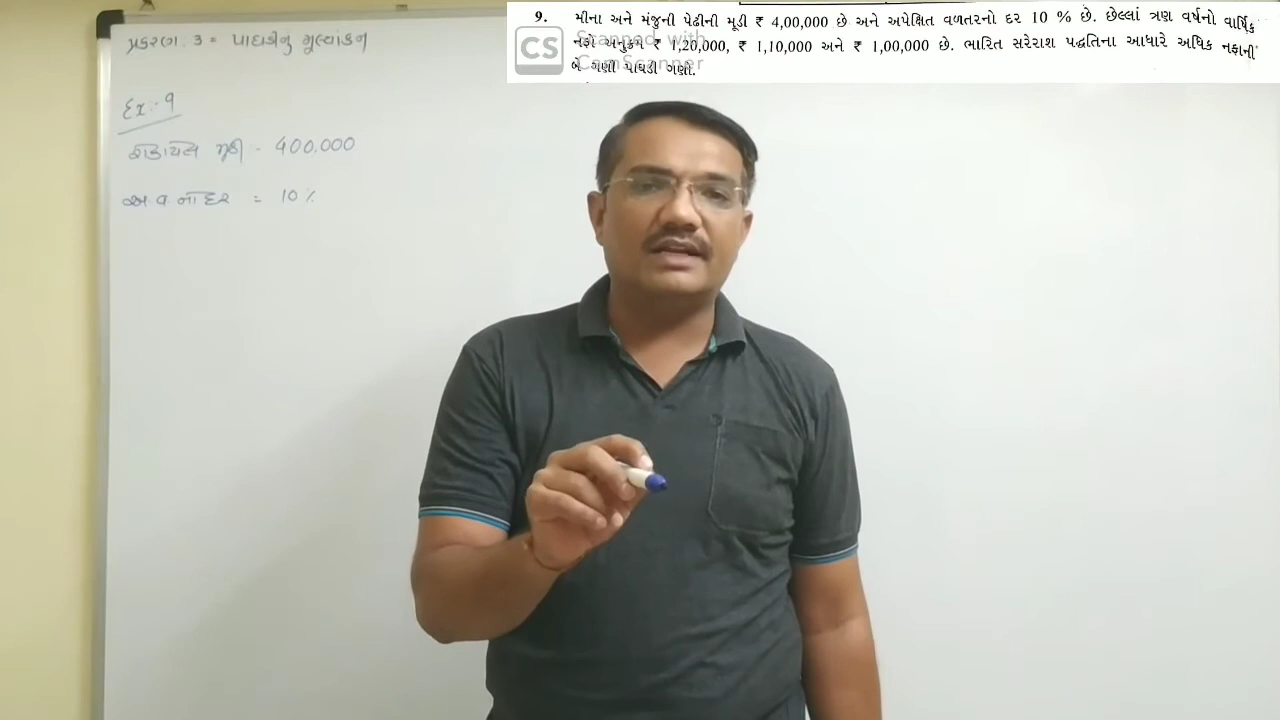 9. મીના અને મંજુની પેઢીની મૂડી ₹ 4,00,000 છે અને અપેક્ષિત વળતરનો દર 10 % છે. છેલ્લાં ત્રણ વર્ષનો વાર્ષિક
નફો અનુક્રમે ₹ 1,20,000, ₹ 1,10,000 અને ₹ 1,00,000 છે. ભારિત સરેરાશ પદ્ધતિના આધારે અધિક નફાની
બે ગણી પાઘડી ગણો.
CS Scanned with
CamScanner
પ્રકરણ 3 = પાઘડીનુ મૂલ્યાંકન
Ex:- 9
રોકાયેલ મૂડી - 400,000
અ.વ.નો દર = 10 %